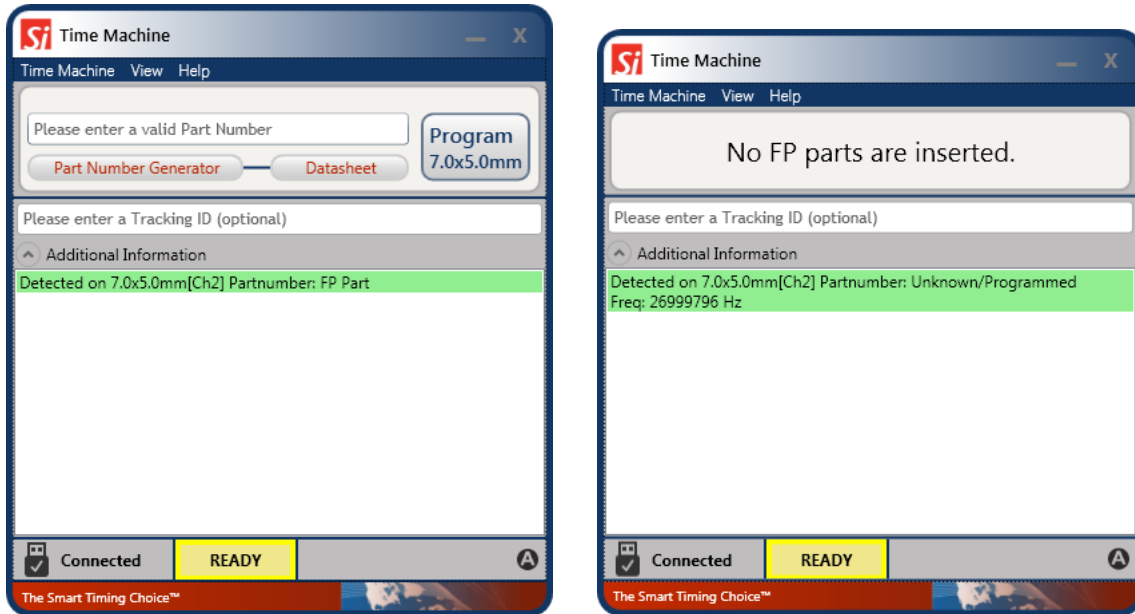 Si Time Machine
Time Machine View Help
Please enter a valid Part Number
Part Number Generator
Datasheet
Program
7.0x5.0mm
Please enter a Tracking ID (optional)
Additional Information
Detected on 7.0x5.0mm[Ch2] Partnumber: FP Part
Connected
READY
A
The Smart Timing Choice™
Si Time Machine
Time Machine View Help
No FP parts are inserted.
Please enter a Tracking ID (optional)
Additional Information
Detected on 7.0x5.0mm[Ch2] Partnumber: Unknown/Programmed
Freq: 26999796 Hz
Connected
READY
A
The Smart Timing Choice™